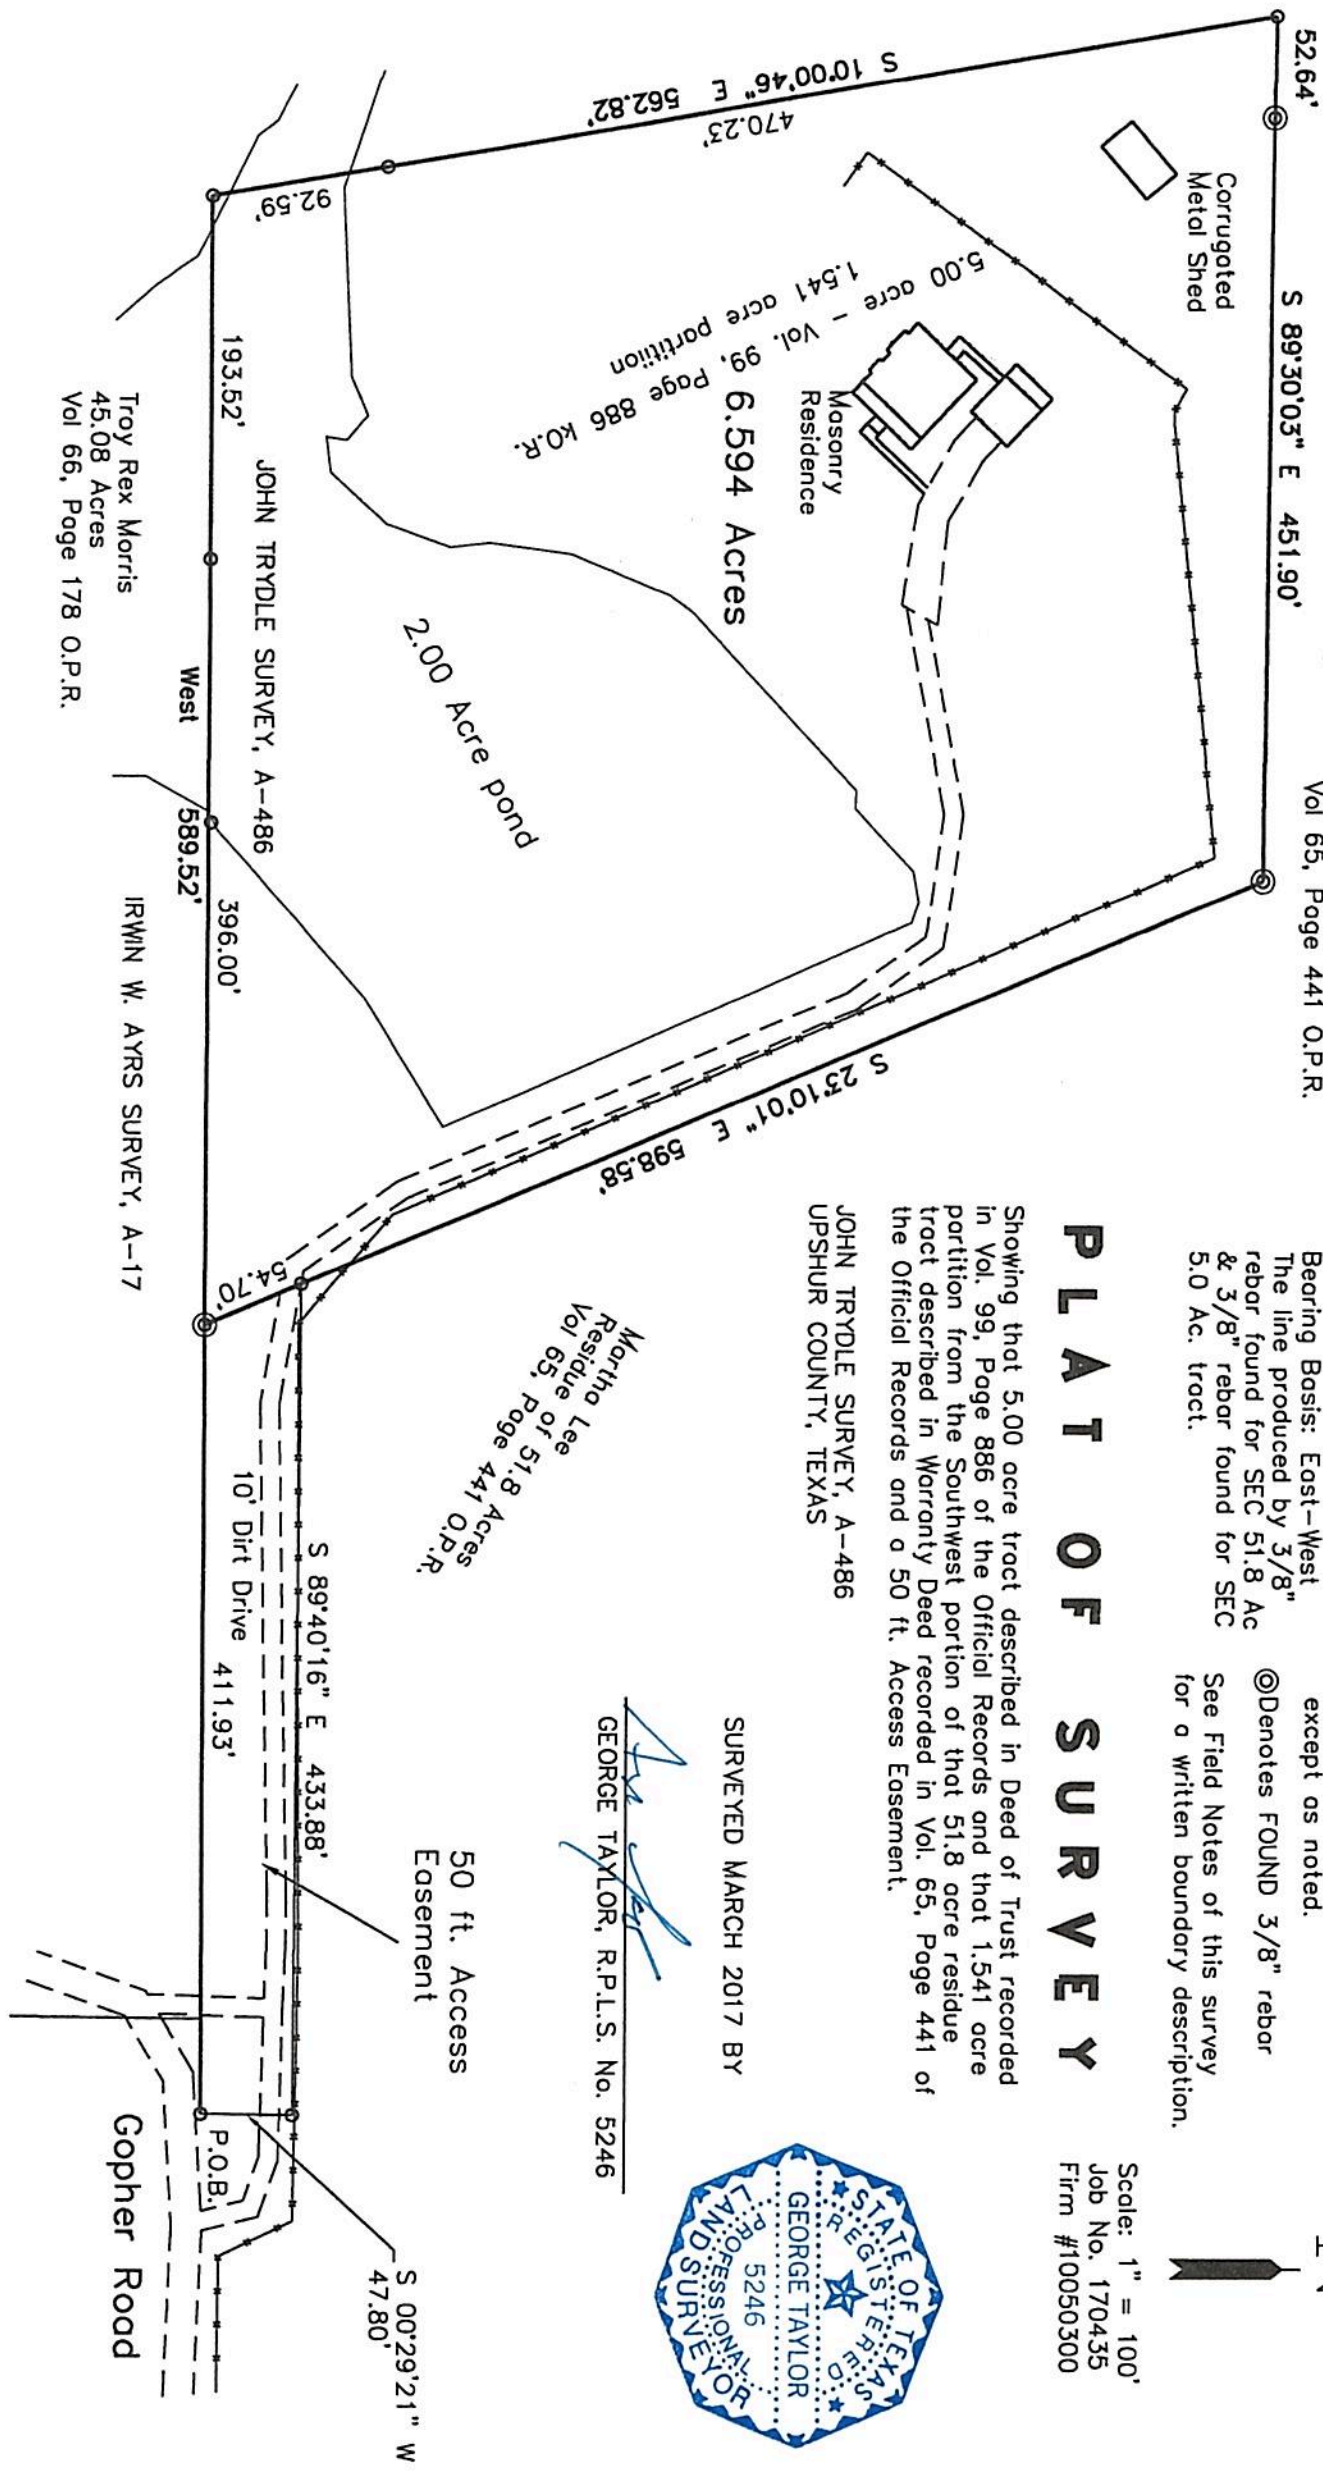 52.64'
S 89°30'03" E 451.90'
Vol 65, Page 441 O.P.R.
Corrugated
Metal Shed
S 10°00'46" E 562.82'
470.23'
92.59'
5.00 acre - Vol. 99, Page 886 kO.R.
1.541 acre partitiion
Masonry
Residence
6.594 Acres
2.00 Acre pond
JOHN TRYDLE SURVEY, A-486
193.52'
396.00'
West 589.52'
Troy Rex Morris
45.08 Acres
Vol 66, Page 178 O.P.R.
IRWIN W. AYRS SURVEY, A-17
S 23°10'01" E 598.58'
54.70'
Bearing Basis: East-West
The line produced by 3/8"
rebar found for SEC 51.8 Ac
& 3/8" rebar found for SEC
5.0 Ac. tract.
except as noted.
◎Denotes FOUND 3/8" rebar
See Field Notes of this survey
for a written boundary description.
N
Scale: 1" = 100'
Job No. 170435
Firm #10050300
PLAT OF SURVEY
Showing that 5.00 acre tract described in Deed of Trust recorded
in Vol. 99, Page 886 of the Official Records and that 1.541 acre
partition from the Southwest portion of that 51.8 acre residue
tract described in Warranty Deed recorded in Vol. 65, Page 441 of
the Official Records and a 50 ft. Access Easement.
JOHN TRYDLE SURVEY, A-486
UPSHUR COUNTY, TEXAS
SURVEYED MARCH 2017 BY
GEORGE TAYLOR, R.P.L.S. No. 5246
STATE OF TEXAS
REGISTERED
GEORGE TAYLOR
5246
PROFESSIONAL
LAND SURVEYOR
Martha Lee
Residue of 51.8 Acres
Vol 65, Page 441 O.P.R.
50 ft. Access
Easement
S 89°40'16" E 433.88'
10' Dirt Drive
411.93'
S 00°29'21" W
47.80'
P.O.B.
Gopher Road